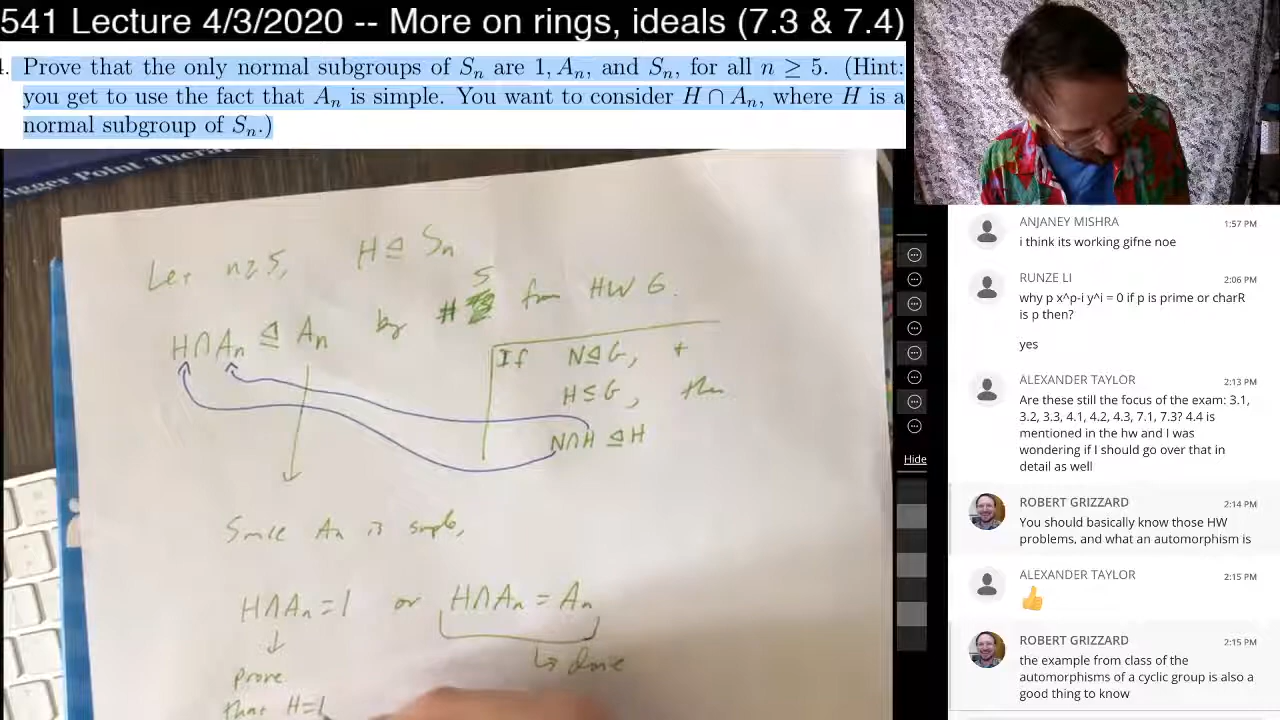 541 Lecture 4/3/2020 -- More on rings, ideals (7.3 & 7.4)
Prove that the only normal subgroups of Sn are 1, An, and Sn, for all n ≥ 5. (Hint:
you get to use the fact that An is simple. You want to consider H ∩ An, where H is a
normal subgroup of Sn.)
Let n≥5, H ⊴ Sn
H∩An ⊴ An by # 5 from HW 6.
If N⊴G, +
H≤G, then
N∩H ⊴ H
Since An is simple,
H∩An = 1 or H∩An = An
↳ done
prove
that H=1
ANJANEY MISHRA 1:57 PM
i think its working gifne noe
RUNZE LI 2:06 PM
why p x^p-i y^i = 0 if p is prime or charR
is p then?
yes
ALEXANDER TAYLOR 2:13 PM
Are these still the focus of the exam: 3.1,
3.2, 3.3, 4.1, 4.2, 4.3, 7.1, 7.3? 4.4 is
mentioned in the hw and I was
wondering if I should go over that in
detail as well
Hide
ROBERT GRIZZARD 2:14 PM
You should basically know those HW
problems, and what an automorphism is
ALEXANDER TAYLOR 2:15 PM
👍
ROBERT GRIZZARD 2:15 PM
the example from class of the
automorphisms of a cyclic group is also a
good thing to know